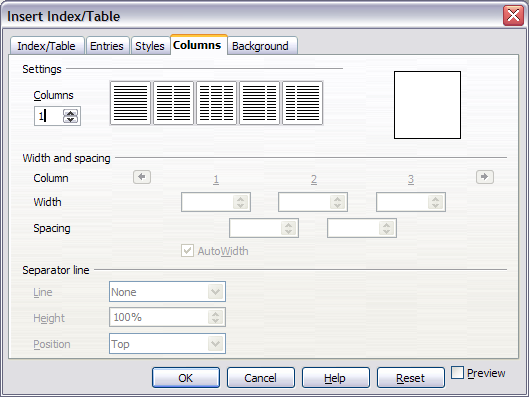 Insert Index/Table
Index/Table Entries Styles Columns Background
Settings
Columns
1
Width and spacing
Column 1 2 3
Width
Spacing
AutoWidth
Separator line
Line None
Height 100%
Position Top
OK Cancel Help Reset Preview